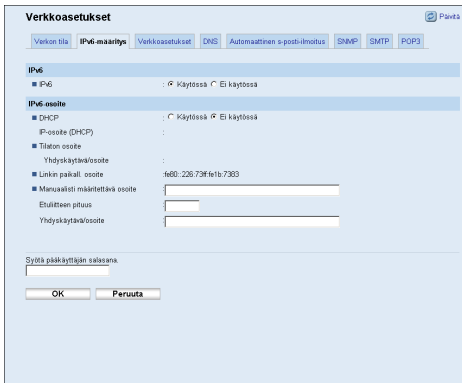 Verkkoasetukset
Päivitä
Verkon tila IPv6-määritys Verkkoasetukset DNS Automaattinen s-posti-ilmoitus SNMP SMTP POP3
IPv6
IPv6 : Käytössä Ei käytössä
IPv6-osoite
DHCP : Käytössä Ei käytössä
IP-osoite (DHCP) :
Tilaton osoite
Yhdyskäytävä/osoite :
Linkin paikall. osoite :fe80::226:73ff:fe1b:7383
Manuaalisti määritettävä osoite :
Etuliitteen pituus :
Yhdyskäytävä/osoite :
Syötä pääkäyttäjän salasana.
OK Peruuta